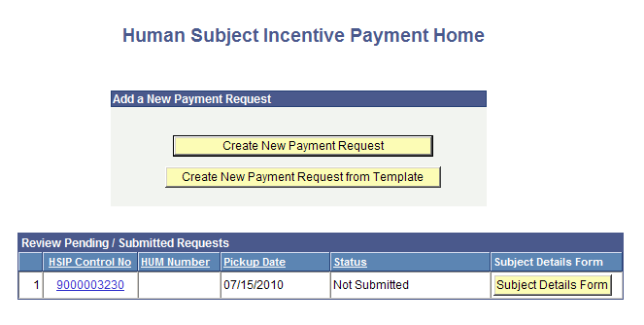 Human Subject Incentive Payment Home
Add a New Payment Request
Create New Payment Request
Create New Payment Request from Template
Review Pending / Submitted Requests
HSIP Control No HUM Number Pickup Date Status Subject Details Form
1 9000003230 07/15/2010 Not Submitted Subject Details Form